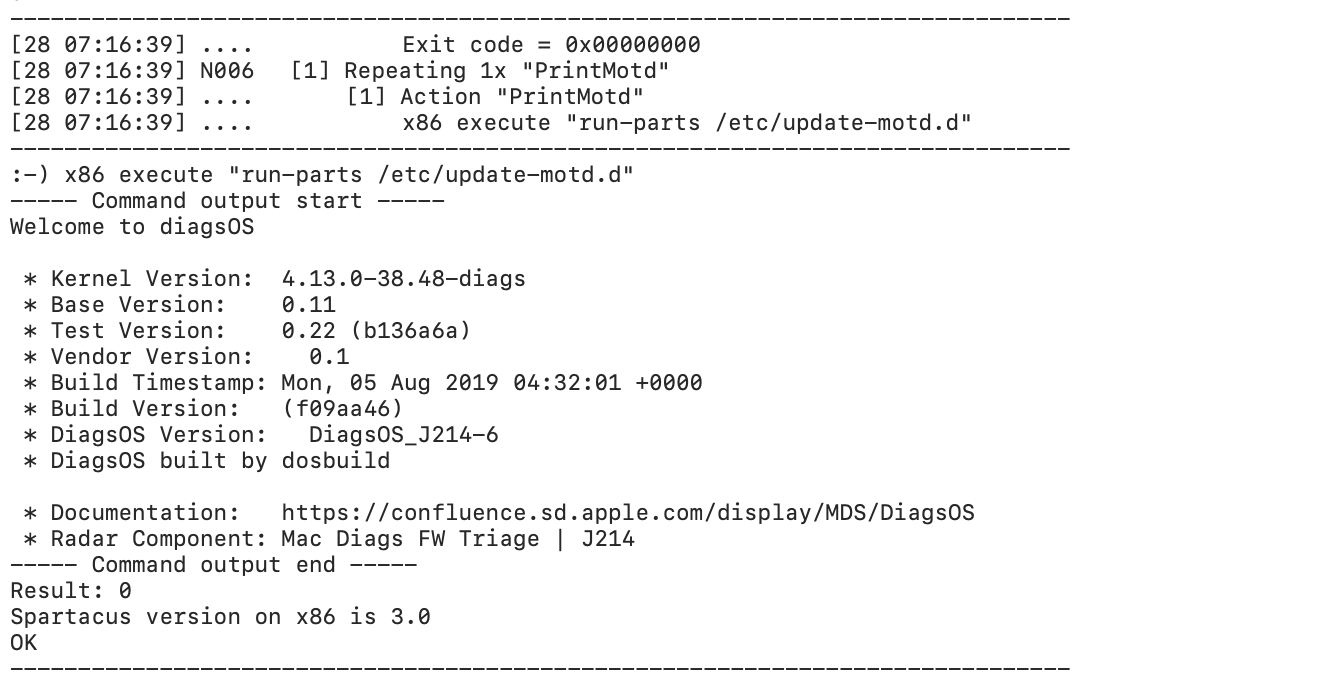 --------------------------------------------------------------------------------
[28 07:16:39] ....           Exit code = 0x00000000
[28 07:16:39] N006   [1] Repeating 1x "PrintMotd"
[28 07:16:39] ....       [1] Action "PrintMotd"
[28 07:16:39] ....           x86 execute "run-parts /etc/update-motd.d"
--------------------------------------------------------------------------------
:-) x86 execute "run-parts /etc/update-motd.d"
----- Command output start -----
Welcome to diagsOS

 * Kernel Version:  4.13.0-38.48-diags
 * Base Version:    0.11
 * Test Version:    0.22 (b136a6a)
 * Vendor Version:    0.1
 * Build Timestamp: Mon, 05 Aug 2019 04:32:01 +0000
 * Build Version:   (f09aa46)
 * DiagsOS Version:   DiagsOS_J214-6
 * DiagsOS built by dosbuild

 * Documentation:   https://confluence.sd.apple.com/display/MDS/DiagsOS
 * Radar Component: Mac Diags FW Triage | J214
----- Command output end -----
Result: 0
Spartacus version on x86 is 3.0
OK
--------------------------------------------------------------------------------